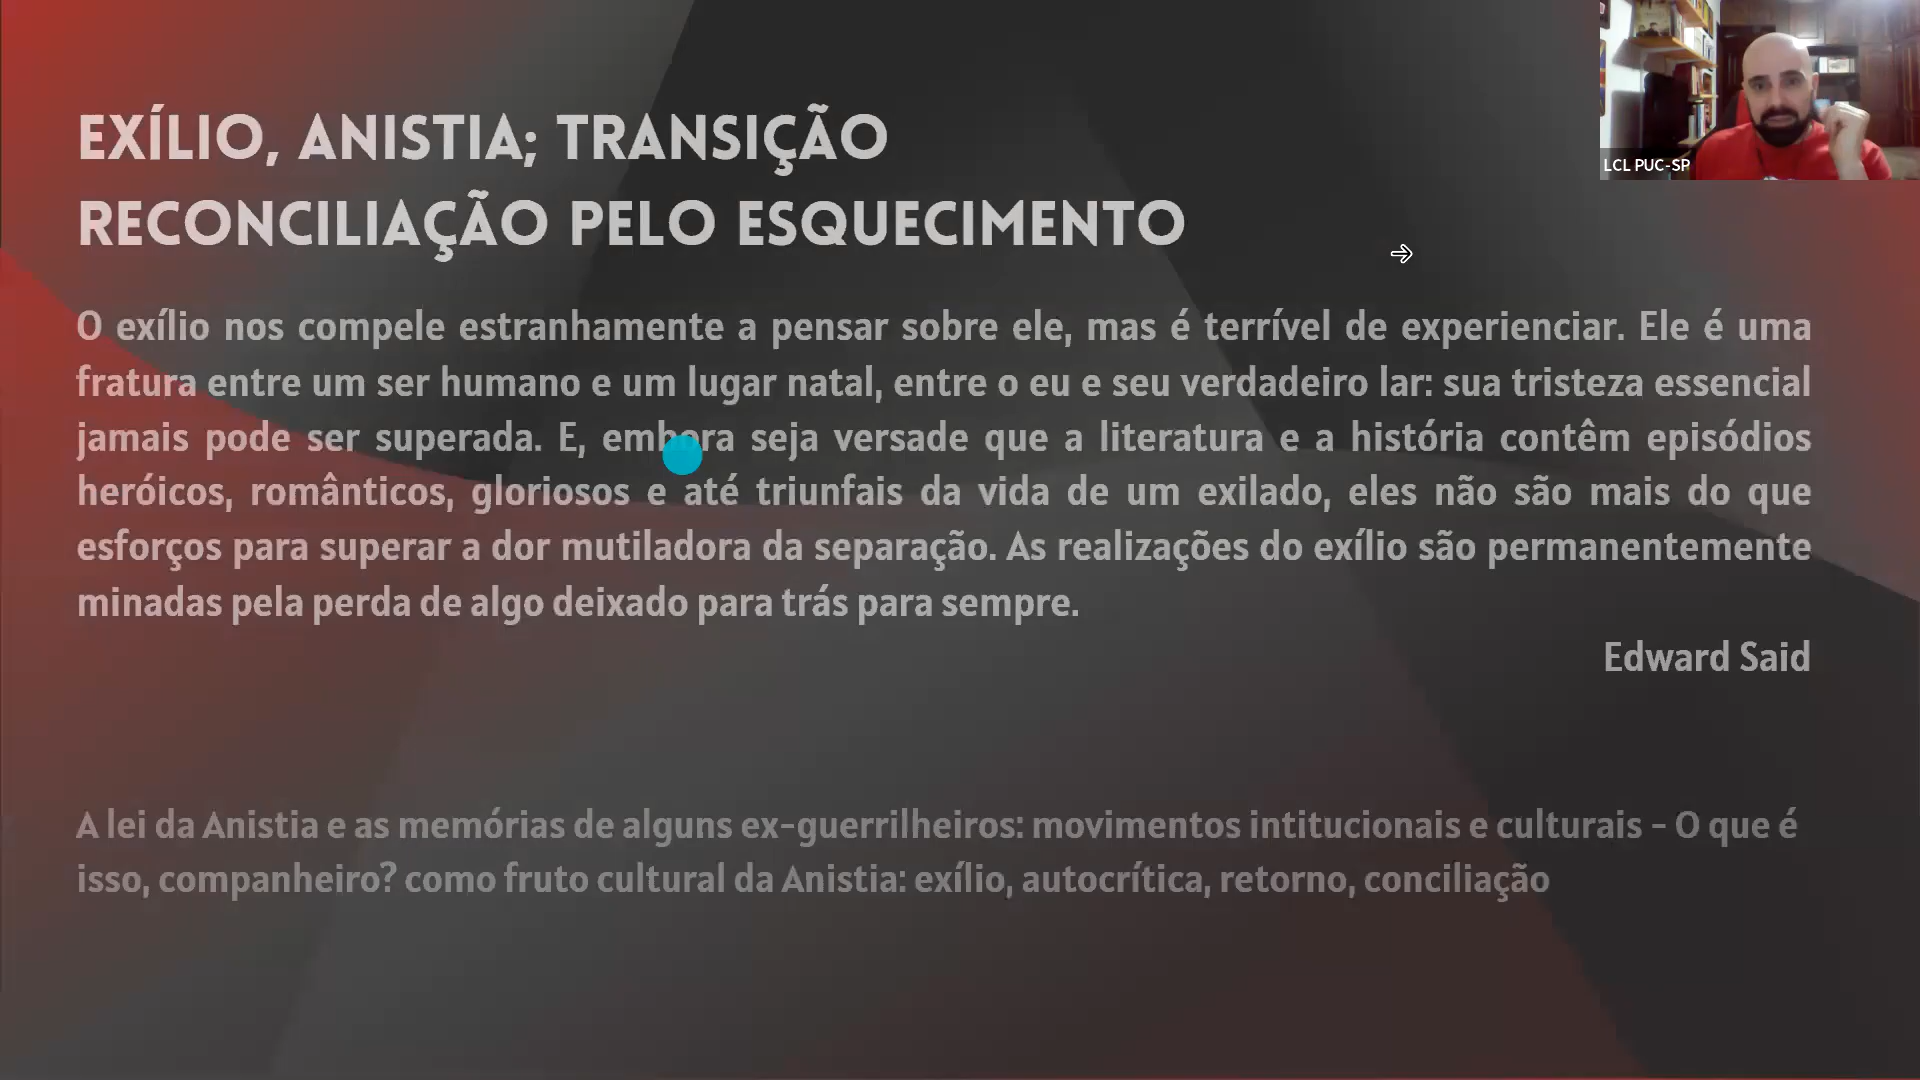 LCL PUC-SP
EXÍLIO, ANISTIA; TRANSIÇÃO
RECONCILIAÇÃO PELO ESQUECIMENTO
O exílio nos compele estranhamente a pensar sobre ele, mas é terrível de experienciar. Ele é uma
fratura entre um ser humano e um lugar natal, entre o eu e seu verdadeiro lar: sua tristeza essencial
jamais pode ser superada. E, embora seja versade que a literatura e a história contêm episódios
heróicos, românticos, gloriosos e até triunfais da vida de um exilado, eles não são mais do que
esforços para superar a dor mutiladora da separação. As realizações do exílio são permanentemente
minadas pela perda de algo deixado para trás para sempre.
Edward Said
A lei da Anistia e as memórias de alguns ex-guerrilheiros: movimentos intitucionais e culturais - O que é
isso, companheiro? como fruto cultural da Anistia: exílio, autocrítica, retorno, conciliação